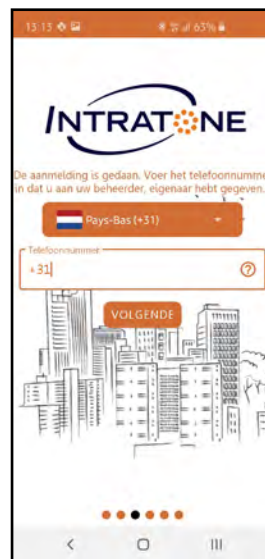 13:13
63%
INTRATONE
De aanmelding is gedaan. Voer het telefoonnumme
in dat u aan uw beheerder, eigenaar hebt gegeven.
Pays-Bas (+31)
Telefoonnummer
+31
VOLGENDE